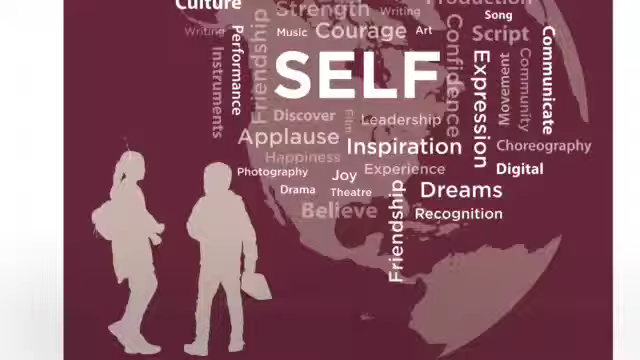 Culture
Strength
Writing
Production
Song
Writing
Performance
Instruments
Friendship
Music
Courage
Art
Confidence
Script
Communicate
SELF
Expression
Movement
Community
Discover
Film
Leadership
Applause
Inspiration
Choreography
Happiness
Photography
Joy
Experience
Digital
Drama
Theatre
Friendship
Dreams
Believe
Recognition